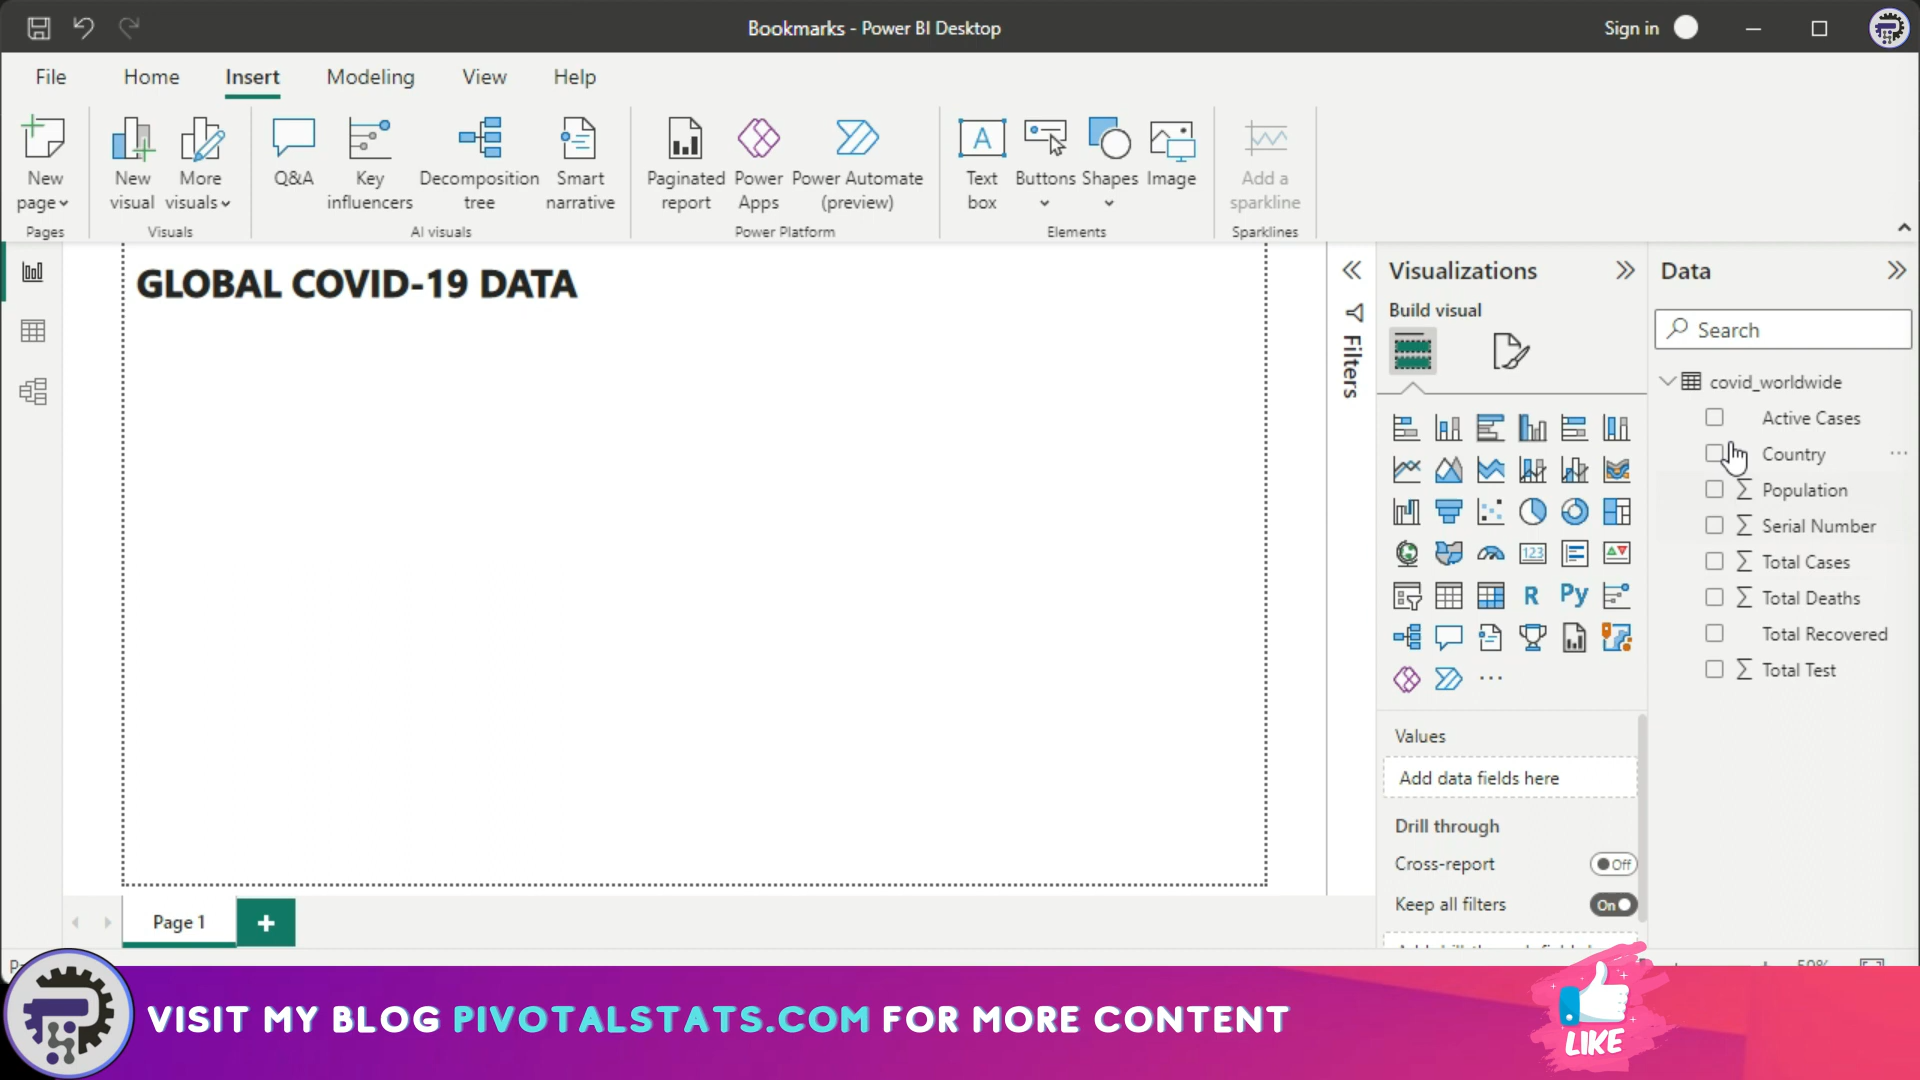 Bookmarks - Power BI Desktop
Sign in
File Home Insert Modeling View Help
New page
Pages
New visual
More visuals
Visuals
Q&A
Key influencers
Decomposition tree
Smart narrative
AI visuals
Paginated report
Power Apps
Power Automate (preview)
Power Platform
Text box
Buttons
Shapes
Image
Elements
Add a sparkline
Sparklines
GLOBAL COVID-19 DATA
Filters
Visualizations
Build visual
123
R
Py
Values
Add data fields here
Drill through
Cross-report
Off
Keep all filters
On
Data
Search
covid_worldwide
Active Cases
Country
Population
Serial Number
Total Cases
Total Deaths
Total Recovered
Total Test
Page 1
VISIT MY BLOG PIVOTALSTATS.COM FOR MORE CONTENT
LIKE